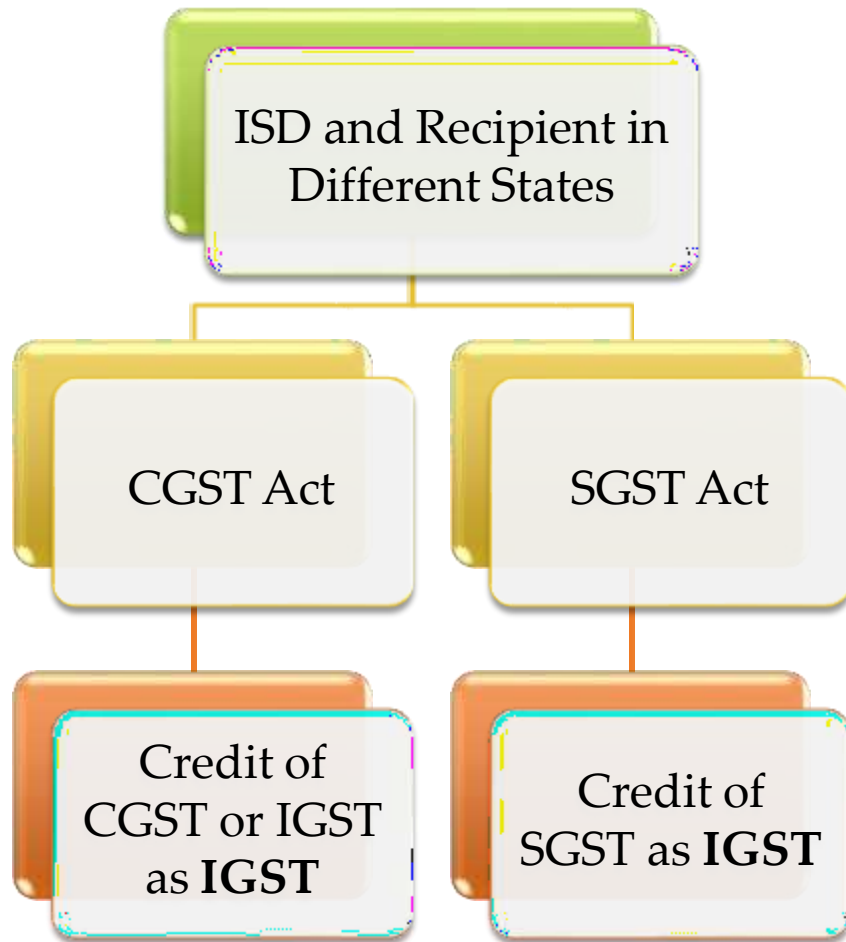 ISD and Recipient in
Different States
CGST Act
SGST Act
Credit of
CGST or IGST
as IGST
Credit of
SGST as IGST